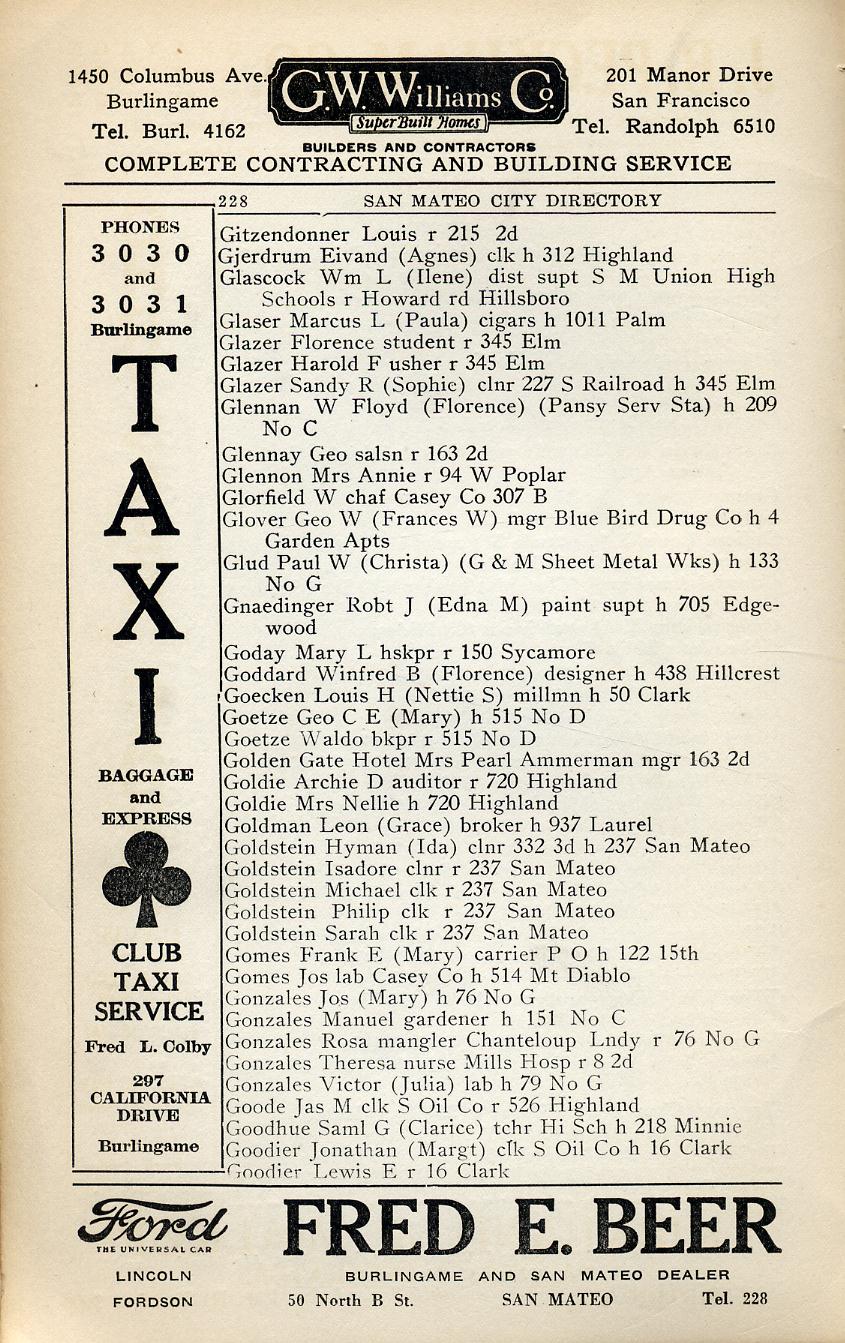 1450 Columbus Ave.
Burlingame
Tel. Burl. 4162
G.W. Williams Co.
Super Built Homes
BUILDERS AND CONTRACTORS
201 Manor Drive
San Francisco
Tel. Randolph 6510
COMPLETE CONTRACTING AND BUILDING SERVICE
228 SAN MATEO CITY DIRECTORY
PHONES
3 0 3 0
and
3 0 3 1
Burlingame
T
A
X
I
BAGGAGE
and
EXPRESS
CLUB
TAXI
SERVICE
Fred L. Colby
297
CALIFORNIA
DRIVE
Burlingame
Gitzendonner Louis r 215 2d
Gjerdrum Eivand (Agnes) clk h 312 Highland
Glascock Wm L (Ilene) dist supt S M Union High
Schools r Howard rd Hillsboro
Glaser Marcus L (Paula) cigars h 1011 Palm
Glazer Florence student r 345 Elm
Glazer Harold F usher r 345 Elm
Glazer Sandy R (Sophie) clnr 227 S Railroad h 345 Elm
Glennan W Floyd (Florence) (Pansy Serv Sta) h 209
No C
Glennay Geo salsn r 163 2d
Glennon Mrs Annie r 94 W Poplar
Glorfield W chaf Casey Co 307 B
Glover Geo W (Frances W) mgr Blue Bird Drug Co h 4
Garden Apts
Glud Paul W (Christa) (G & M Sheet Metal Wks) h 133
No G
Gnaedinger Robt J (Edna M) paint supt h 705 Edge-
wood
Goday Mary L hskpr r 150 Sycamore
Goddard Winfred B (Florence) designer h 438 Hillcrest
Goecken Louis H (Nettie S) millmn h 50 Clark
Goetze Geo C E (Mary) h 515 No D
Goetze Waldo bkpr r 515 No D
Golden Gate Hotel Mrs Pearl Ammerman mgr 163 2d
Goldie Archie D auditor r 720 Highland
Goldie Mrs Nellie h 720 Highland
Goldman Leon (Grace) broker h 937 Laurel
Goldstein Hyman (Ida) clnr 332 3d h 237 San Mateo
Goldstein Isadore clnr r 237 San Mateo
Goldstein Michael clk r 237 San Mateo
Goldstein Philip clk r 237 San Mateo
Goldstein Sarah clk r 237 San Mateo
Gomes Frank E (Mary) carrier P O h 122 15th
Gomes Jos lab Casey Co h 514 Mt Diablo
Gonzales Jos (Mary) h 76 No G
Gonzales Manuel gardener h 151 No C
Gonzales Rosa mangler Chanteloup Lndy r 76 No G
Gonzales Theresa nurse Mills Hosp r 8 2d
Gonzales Victor (Julia) lab h 79 No G
Goode Jas M clk S Oil Co r 526 Highland
Goodhue Saml G (Clarice) tchr Hi Sch h 218 Minnie
Goodier Jonathan (Margt) clk S Oil Co h 16 Clark
Goodier Lewis E r 16 Clark
Ford
THE UNIVERSAL CAR
LINCOLN
FORDSON
FRED E. BEER
BURLINGAME AND SAN MATEO DEALER
50 North B St. SAN MATEO Tel. 228